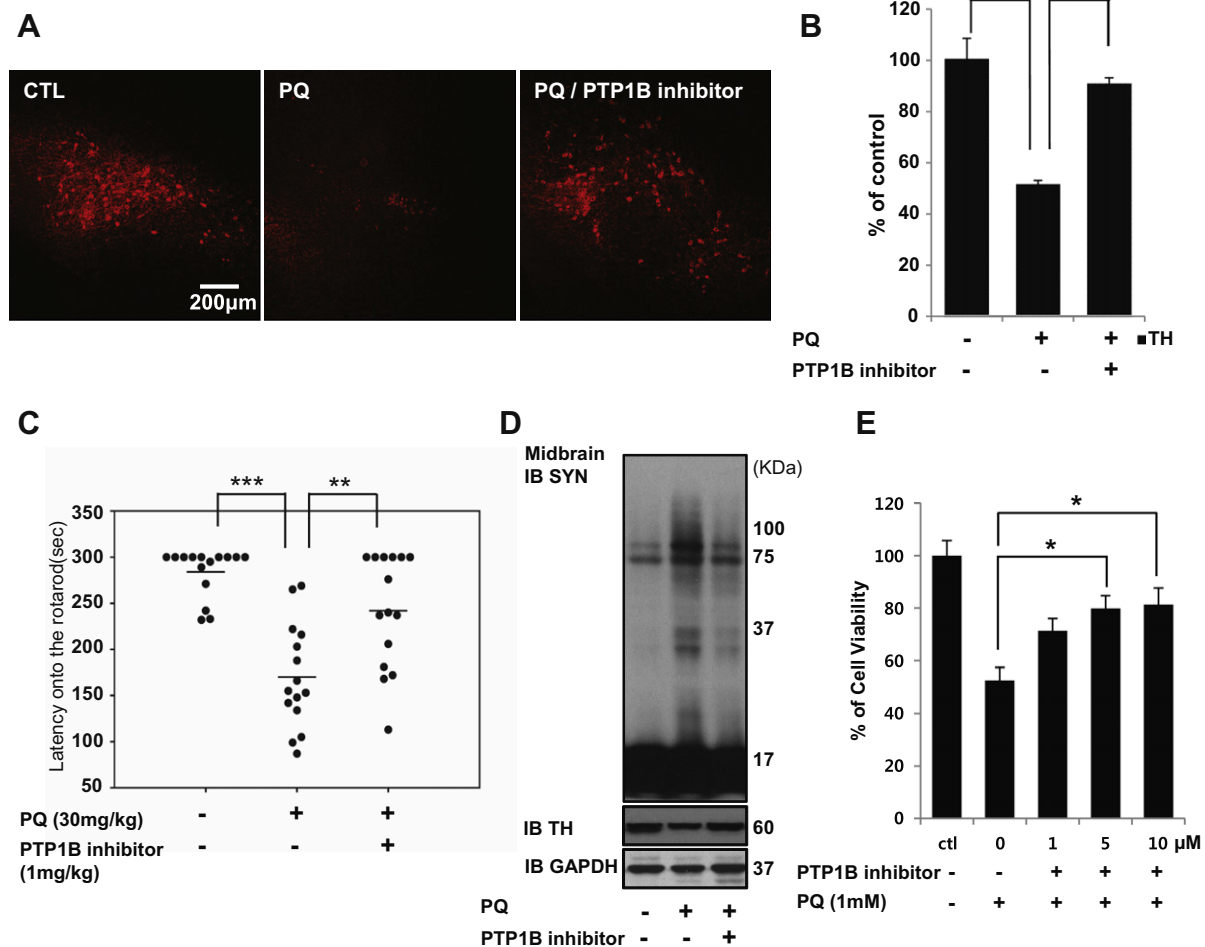 A
CTL
PQ
PQ / PTP1B inhibitor
200µm
B
% of control
120
100
80
60
40
20
0
PQ - + + ■TH
PTP1B inhibitor - - +
C
*** **
Latency onto the rotarod(sec)
350
300
250
200
150
100
50
PQ (30mg/kg) - + +
PTP1B inhibitor - - +
(1mg/kg)
D
Midbrain
IB SYN
(KDa)
100
75
37
17
IB TH 60
IB GAPDH 37
PQ - + +
PTP1B inhibitor - - +
E
% of Cell Viability
120
100
80
60
40
20
0
*
*
ctl 0 1 5 10 µM
PTP1B inhibitor - - + + +
PQ (1mM) - + + + +